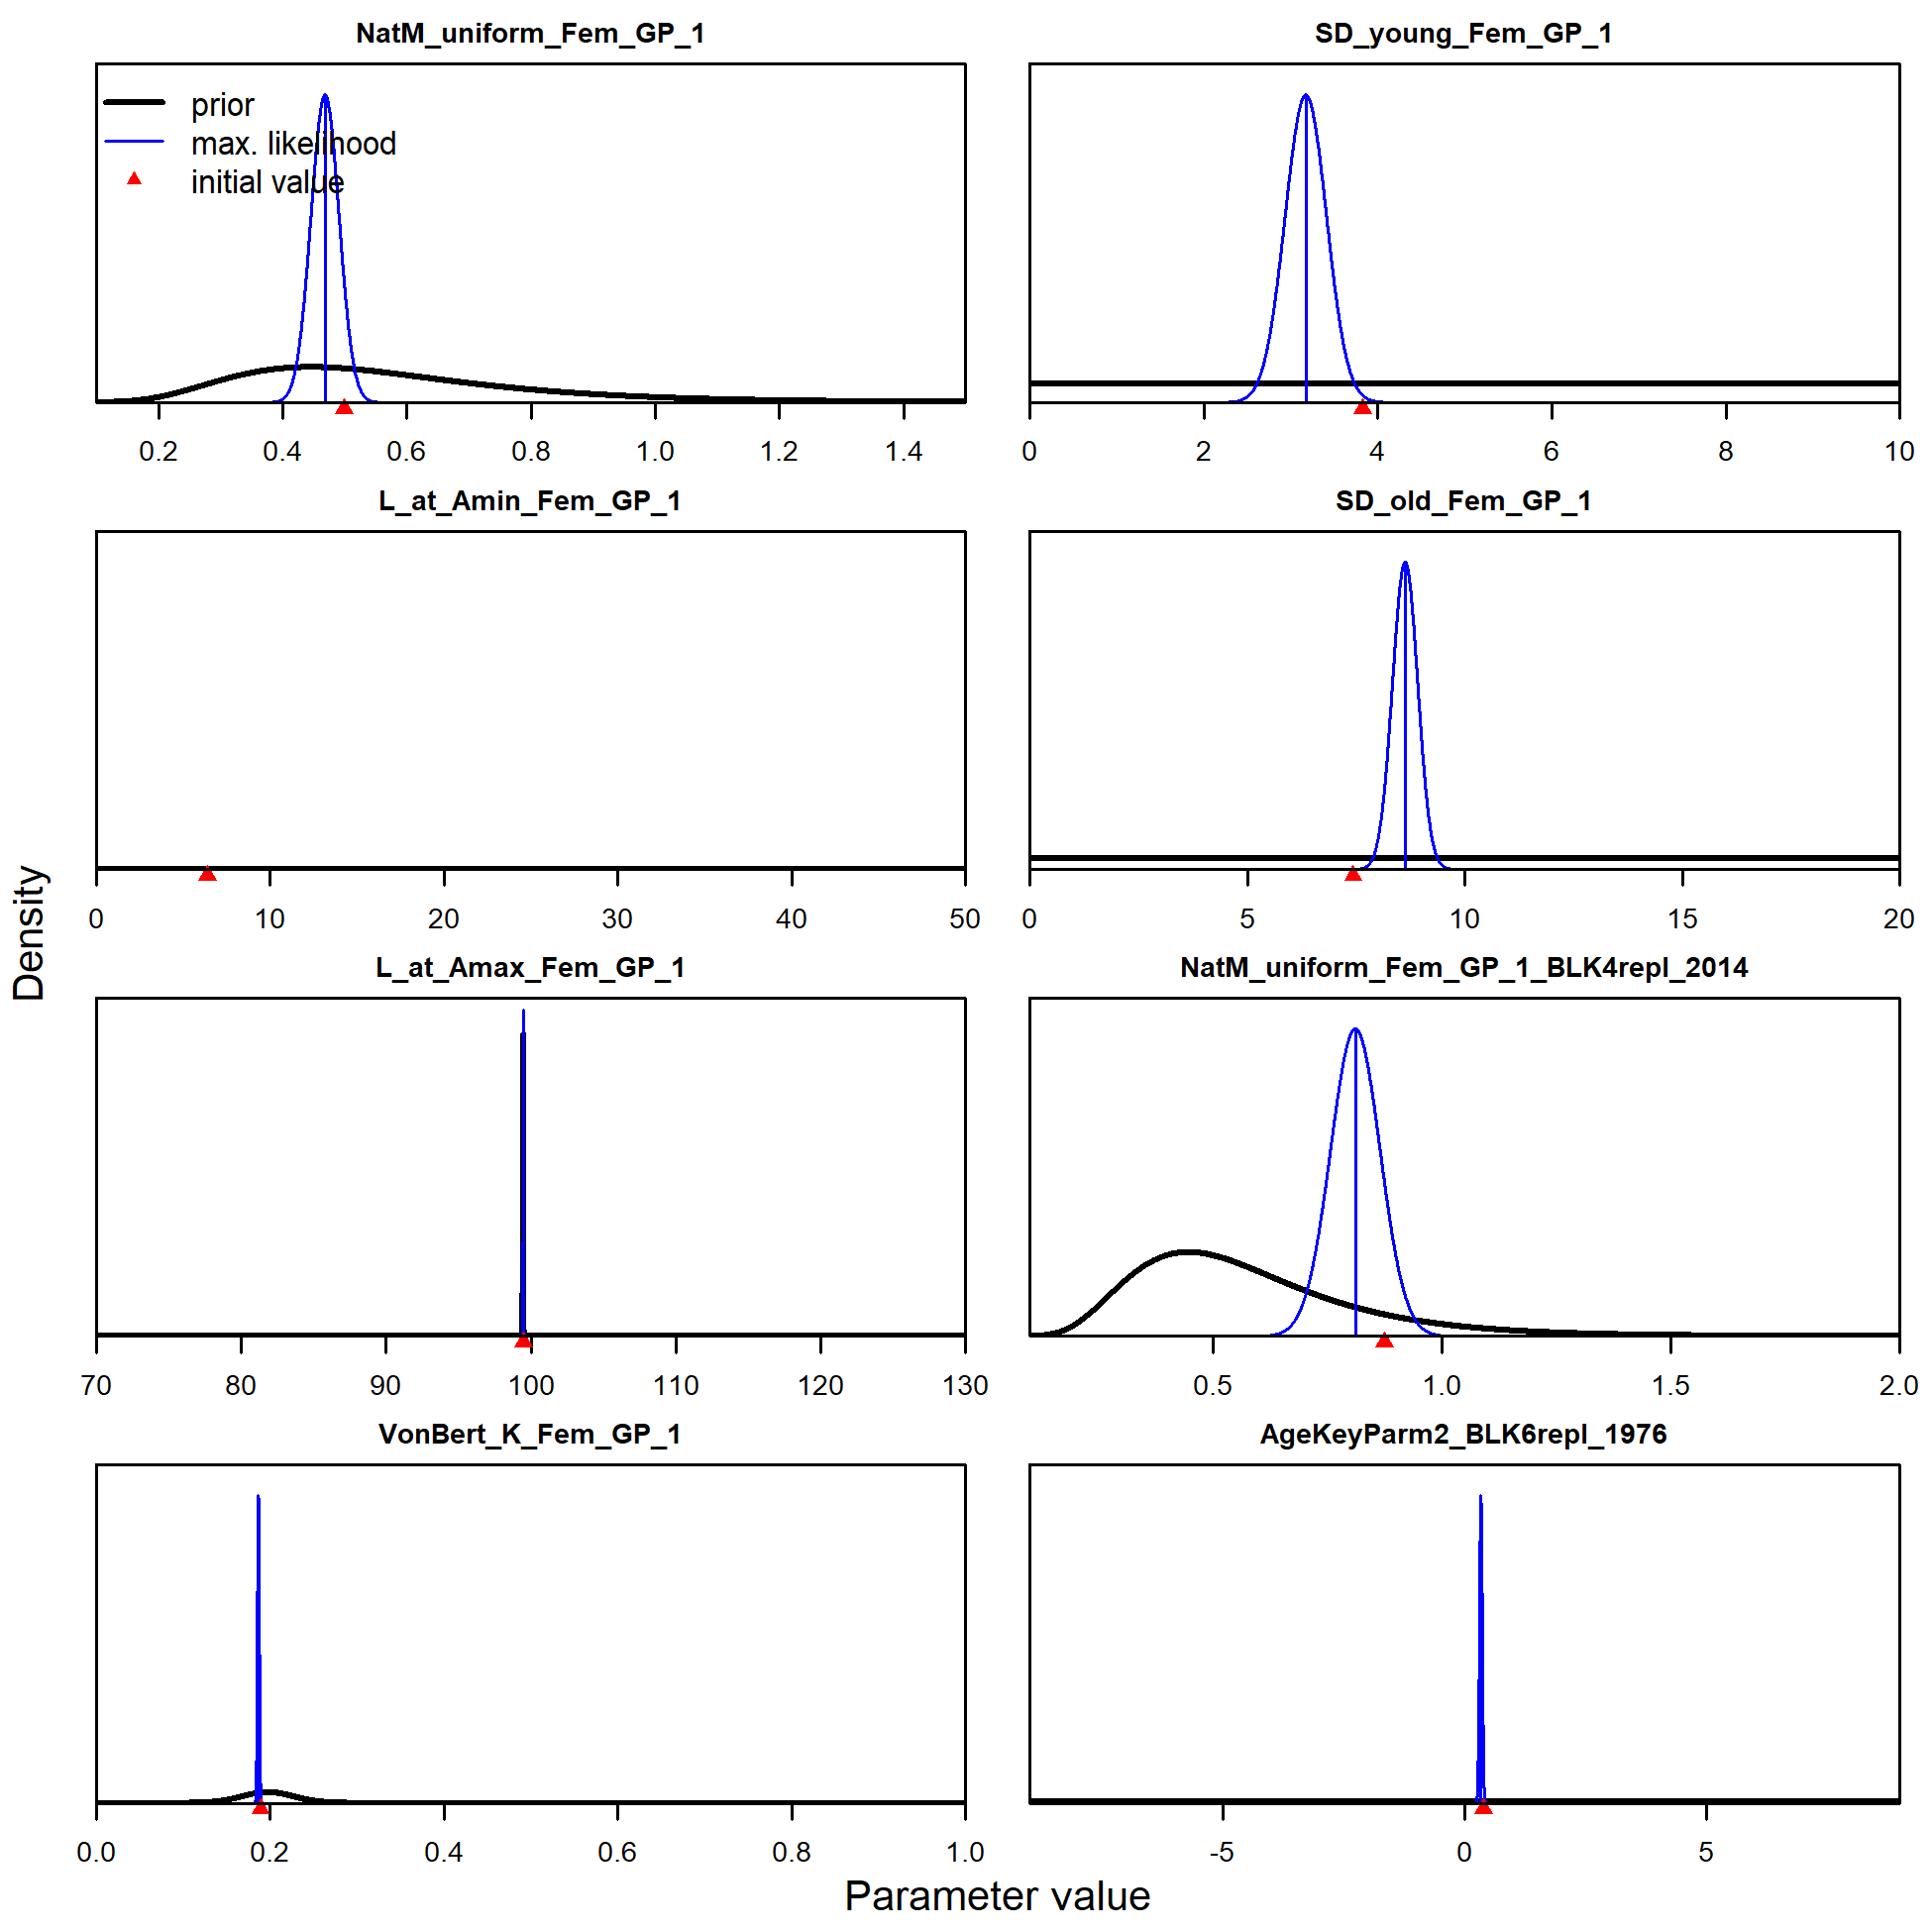 NatM_uniform_Fem_GP_1
prior
max. likelihood
initial value
0.2 0.4 0.6 0.8 1.0 1.2 1.4
SD_young_Fem_GP_1
0 2 4 6 8 10
L_at_Amin_Fem_GP_1
0 10 20 30 40 50
SD_old_Fem_GP_1
0 5 10 15 20
L_at_Amax_Fem_GP_1
70 80 90 100 110 120 130
NatM_uniform_Fem_GP_1_BLK4repl_2014
0.5 1.0 1.5 2.0
VonBert_K_Fem_GP_1
0.0 0.2 0.4 0.6 0.8 1.0
AgeKeyParm2_BLK6repl_1976
-5 0 5
Density
Parameter value